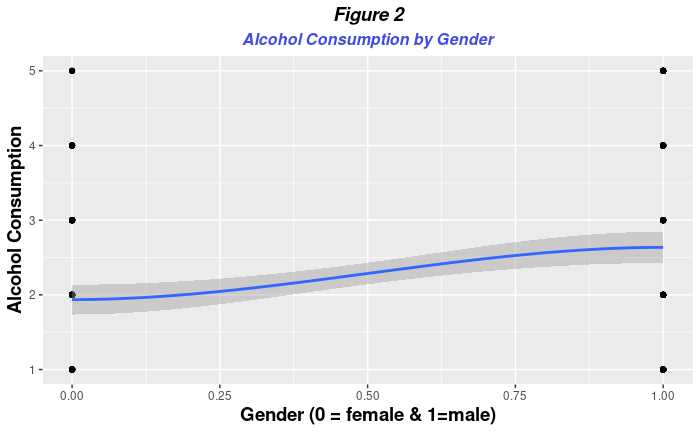 Figure 2
Alcohol Consumption by Gender
Alcohol Consumption
5
4
3
2
1
0.00 0.25 0.50 0.75 1.00
Gender (0 = female & 1=male)